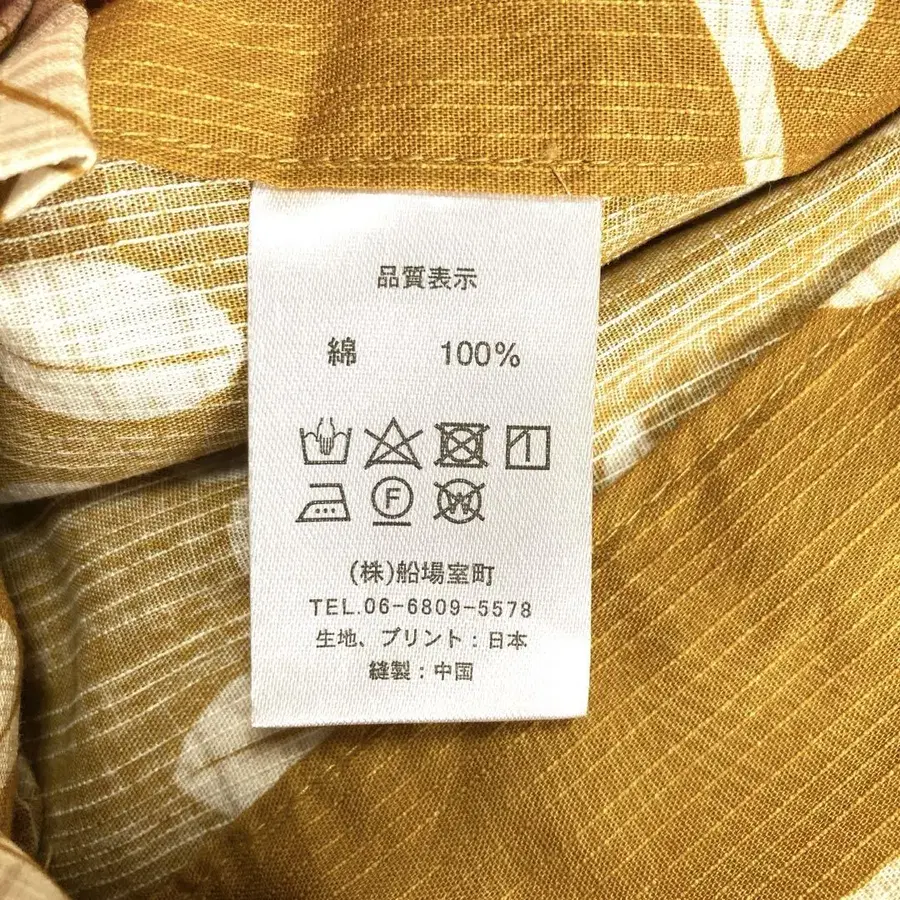 品質表示
綿 100%
F W
(株)船場室町
TEL.06-6809-5578
生地、プリント:日本
縫製:中国